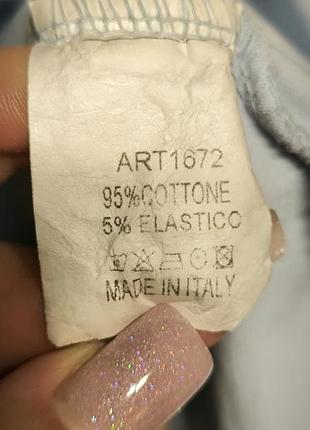 ART1672
95%COTTONE
5% ELASTICO
MADE IN ITALY